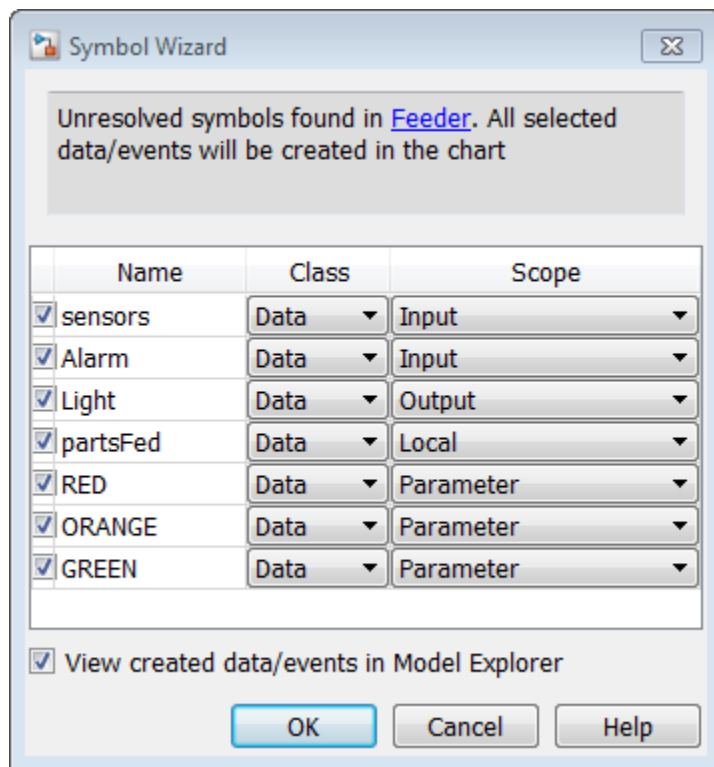 Symbol Wizard
Unresolved symbols found in Feeder. All selected
data/events will be created in the chart
Name Class Scope
sensors Data Input
Alarm Data Input
Light Data Output
partsFed Data Local
RED Data Parameter
ORANGE Data Parameter
GREEN Data Parameter
View created data/events in Model Explorer
OK Cancel Help